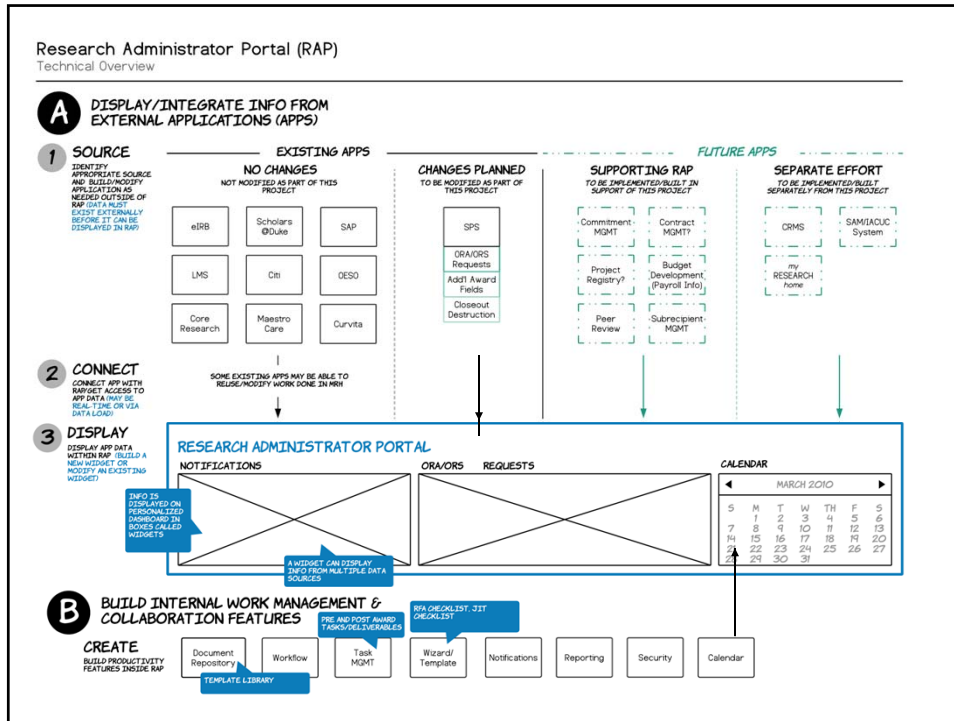 Research Administrator Portal (RAP)
Technical Overview
A
DISPLAY/INTEGRATE INFO FROM
EXTERNAL APPLICATIONS (APPS)
1
SOURCE
IDENTIFY
APPROPRIATE SOURCE
AND BUILD/MODIFY
APPLICATION AS
NEEDED OUTSIDE OF
RAP (DATA MUST
EXIST EXTERNALLY
BEFORE IT CAN BE
DISPLAYED IN RAP)
EXISTING APPS
FUTURE APPS
NO CHANGES
NOT MODIFIED AS PART OF THIS
PROJECT
CHANGES PLANNED
TO BE MODIFIED AS PART OF
THIS PROJECT
SUPPORTING RAP
TO BE IMPLEMENTED/BUILT IN
SUPPORT OF THIS PROJECT
SEPARATE EFFORT
TO BE IMPLEMENTED/BUILT
SEPARATELY FROM THIS PROJECT
eIRB
Scholars
@Duke
SAP
LMS
Citi
OESO
Core
Research
Maestro
Care
Curvita
SPS
ORA/ORS
Requests
Add'l Award
Fields
Closeout
Destruction
Commitment
MGMT
Contract
MGMT?
Project
Registry?
Budget
Development
(Payroll Info)
Peer
Review
Subrecipient
MGMT
CRMS
SAM/IACUC
System
my
RESEARCH
home
2
CONNECT
CONNECT APP WITH
RAP/GET ACCESS TO
APP DATA (MAY BE
REAL-TIME OR VIA
DATA LOAD)
SOME EXISTING APPS MAY BE ABLE TO
REUSE/MODIFY WORK DONE IN MRH
3
DISPLAY
DISPLAY APP DATA
WITHIN RAP (BUILD A
NEW WIDGET OR
MODIFY AN EXISTING
WIDGET)
RESEARCH ADMINISTRATOR PORTAL
NOTIFICATIONS
ORA/ORS REQUESTS
CALENDAR
INFO IS
DISPLAYED ON
PERSONALIZED
DASHBOARD IN
BOXES CALLED
WIDGETS
A WIDGET CAN DISPLAY
INFO FROM MULTIPLE DATA
SOURCES
MARCH 2010
S M T W TH F S
1 2 3 4 5 6
7 8 9 10 11 12 13
14 15 16 17 18 19 20
21 22 23 24 25 26 27
28 29 30 31
B
BUILD INTERNAL WORK MANAGEMENT &
COLLABORATION FEATURES
CREATE
BUILD PRODUCTIVITY
FEATURES INSIDE RAP
PRE AND POST AWARD
TASKS/DELIVERABLES
RFA CHECKLIST, JIT
CHECKLIST
Document
Repository
TEMPLATE LIBRARY
Workflow
Task
MGMT
Wizard/
Template
Notifications
Reporting
Security
Calendar